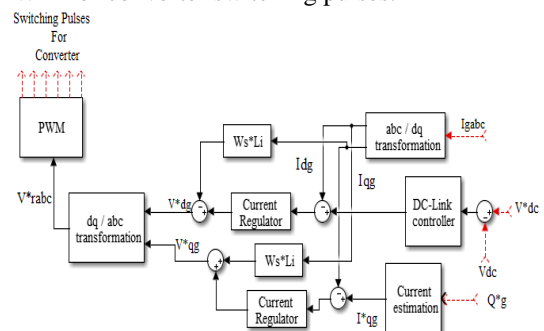 Switching Pulses
For
Converter
PWM
V*rabc
dq / abc
transformation
V*dg
V*qg
Ws*Li
Current
Regulator
Ws*Li
Current
Regulator
Idg
Iqg
I*qg
abc / dq
transformation
Igabc
DC-Link
controller
V*dc
Vdc
Current
estimation
Q*g